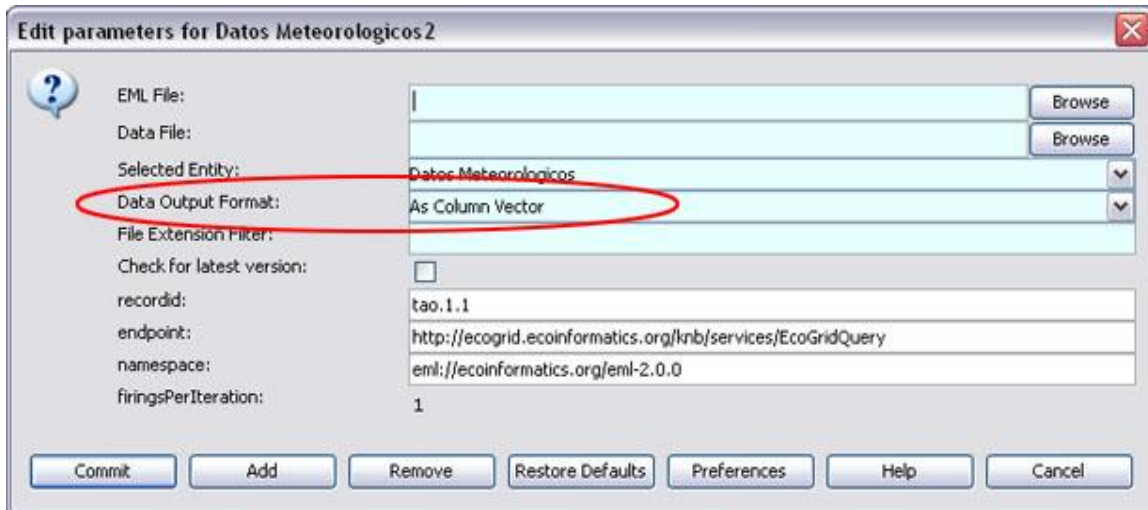 Edit parameters for Datos Meteorologicos2
EML File:
Browse
Data File:
Browse
Selected Entity: Datos Meteorologicos
Data Output Format: As Column Vector
File Extension Filter:
Check for latest version:
recordid: tao.1.1
endpoint: http://ecogrid.ecoinformatics.org/knb/services/EcoGridQuery
namespace: eml://ecoinformatics.org/eml-2.0.0
firingsPerIteration: 1
Commit Add Remove Restore Defaults Preferences Help Cancel